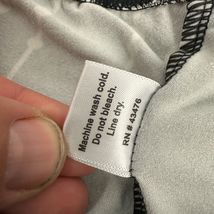 Machine wash cold.
Do not bleach.
Line dry.
RN # 43476